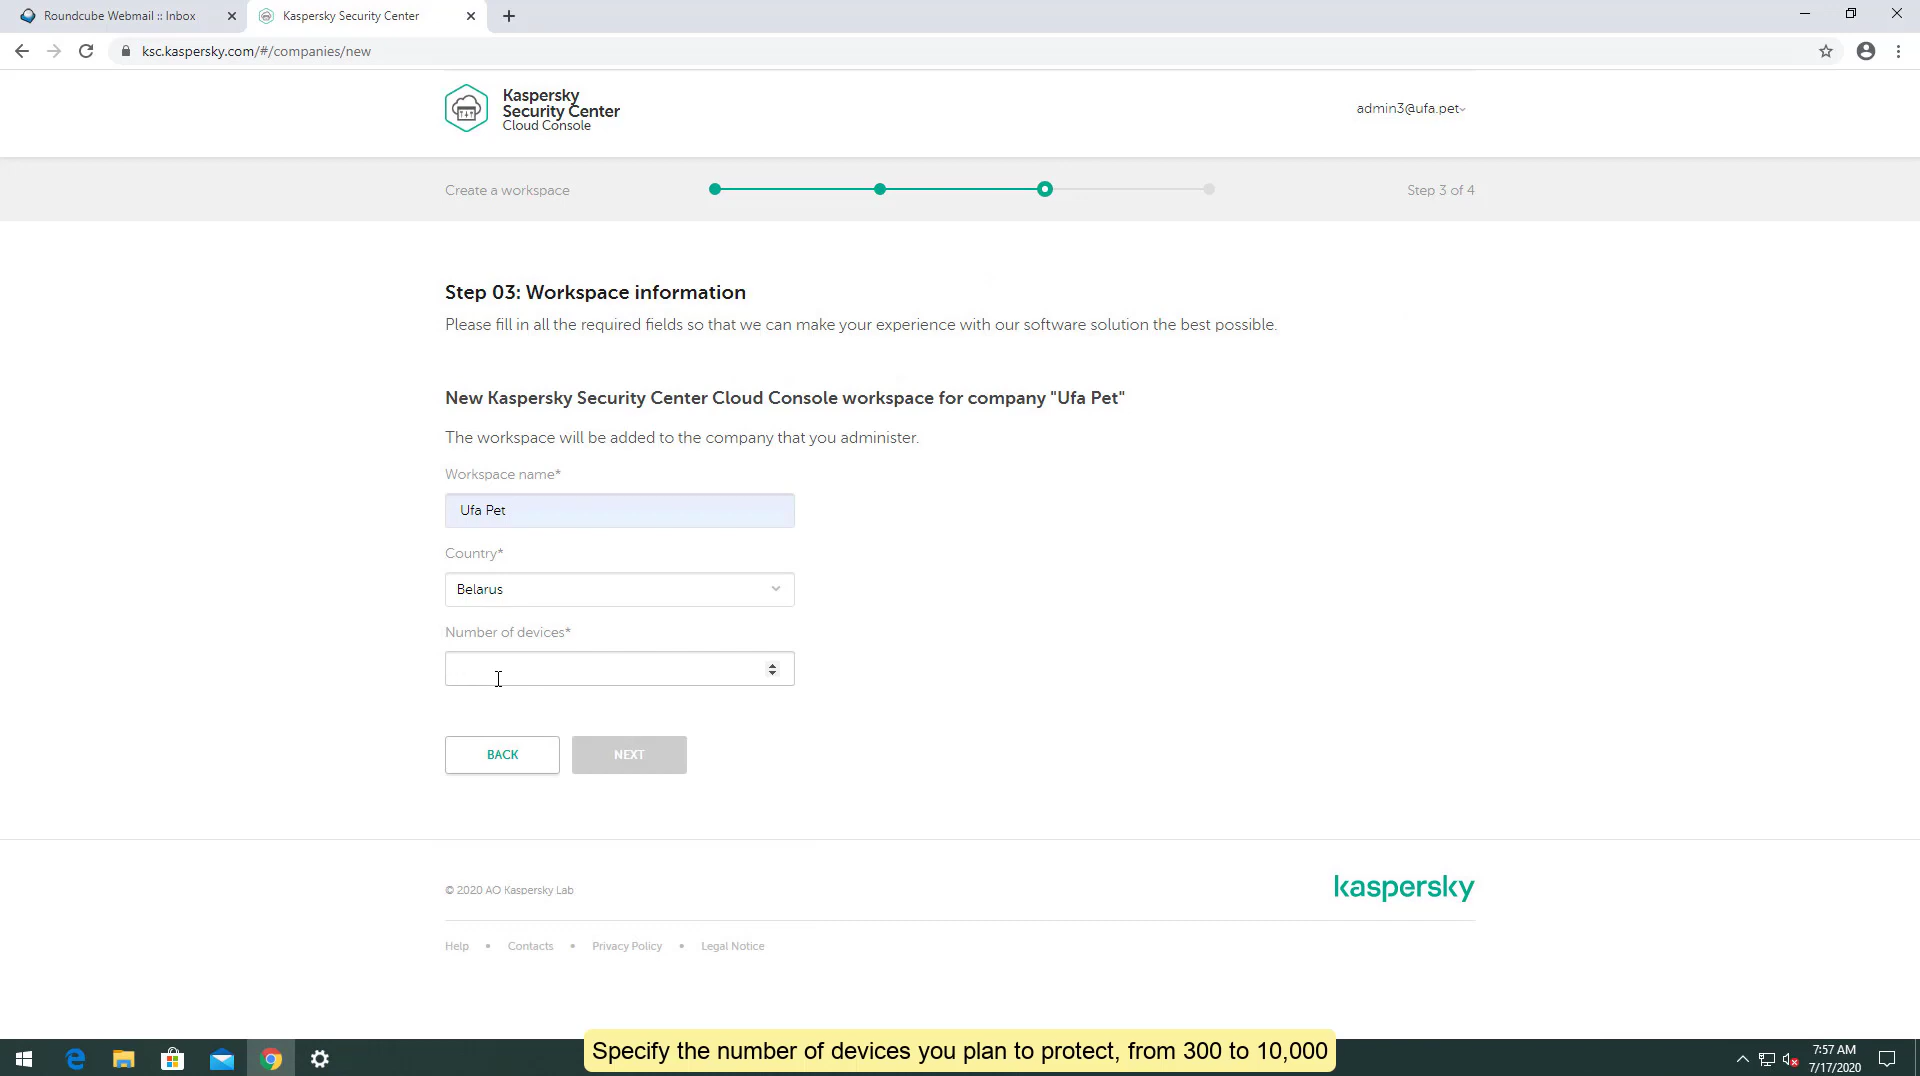 Roundcube Webmail :: Inbox
Kaspersky Security Center
ksc.kaspersky.com/#/companies/new
Kaspersky
Security Center
Cloud Console
admin3@ufa.pet
Create a workspace
Step 3 of 4
Step 03: Workspace information
Please fill in all the required fields so that we can make your experience with our software solution the best possible.
New Kaspersky Security Center Cloud Console workspace for company "Ufa Pet"
The workspace will be added to the company that you administer.
Workspace name*
Ufa Pet
Country*
Belarus
Number of devices*
BACK
NEXT
© 2020 AO Kaspersky Lab
kaspersky
Help • Contacts • Privacy Policy • Legal Notice
Specify the number of devices you plan to protect, from 300 to 10,000
7:57 AM
7/17/2020